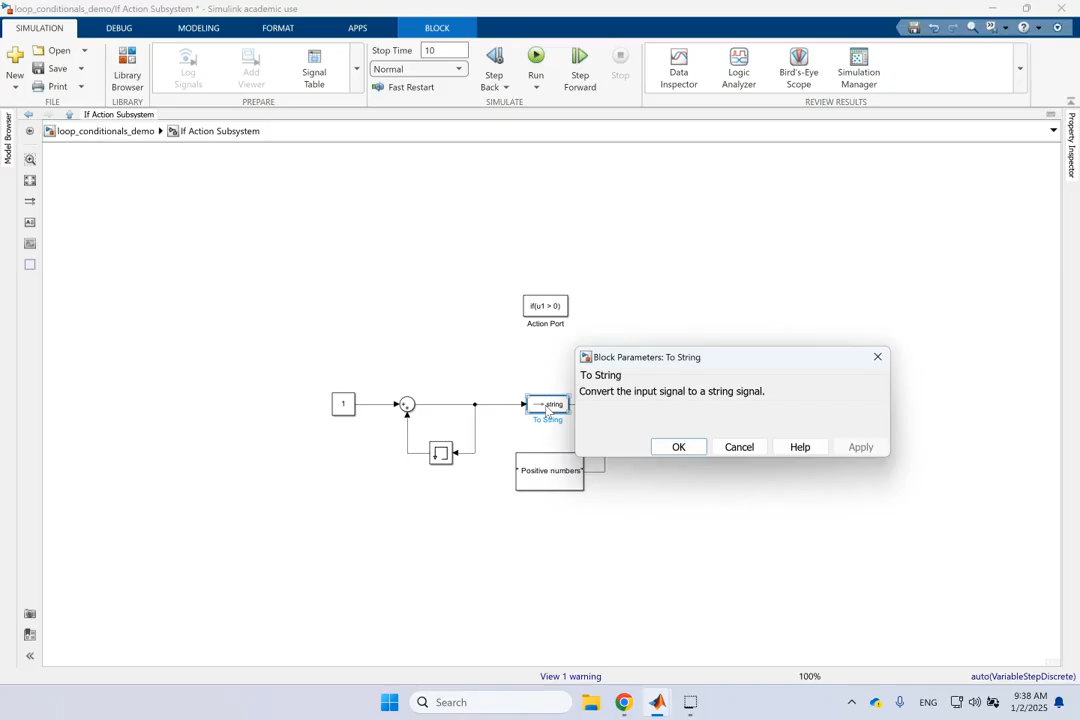 loop_conditionals_demo/If Action Subsystem * - Simulink academic use
SIMULATION DEBUG MODELING FORMAT APPS BLOCK
New Open Save Print
FILE
Library Browser
LIBRARY
Log Signals Add Viewer Signal Table
PREPARE
Stop Time 10
Normal
Fast Restart
Step Back Run Step Forward Stop
SIMULATE
Data Inspector Logic Analyzer Bird's-Eye Scope Simulation Manager
REVIEW RESULTS
If Action Subsystem
loop_conditionals_demo If Action Subsystem
Model Browser
Property Inspector
if(u1 > 0)
Action Port
Block Parameters: To String
To String
Convert the input signal to a string signal.
OK Cancel Help Apply
1
string
To String
" Positive numbers"
View 1 warning 100% auto(VariableStepDiscrete)
Search
ENG
9:38 AM
1/2/2025